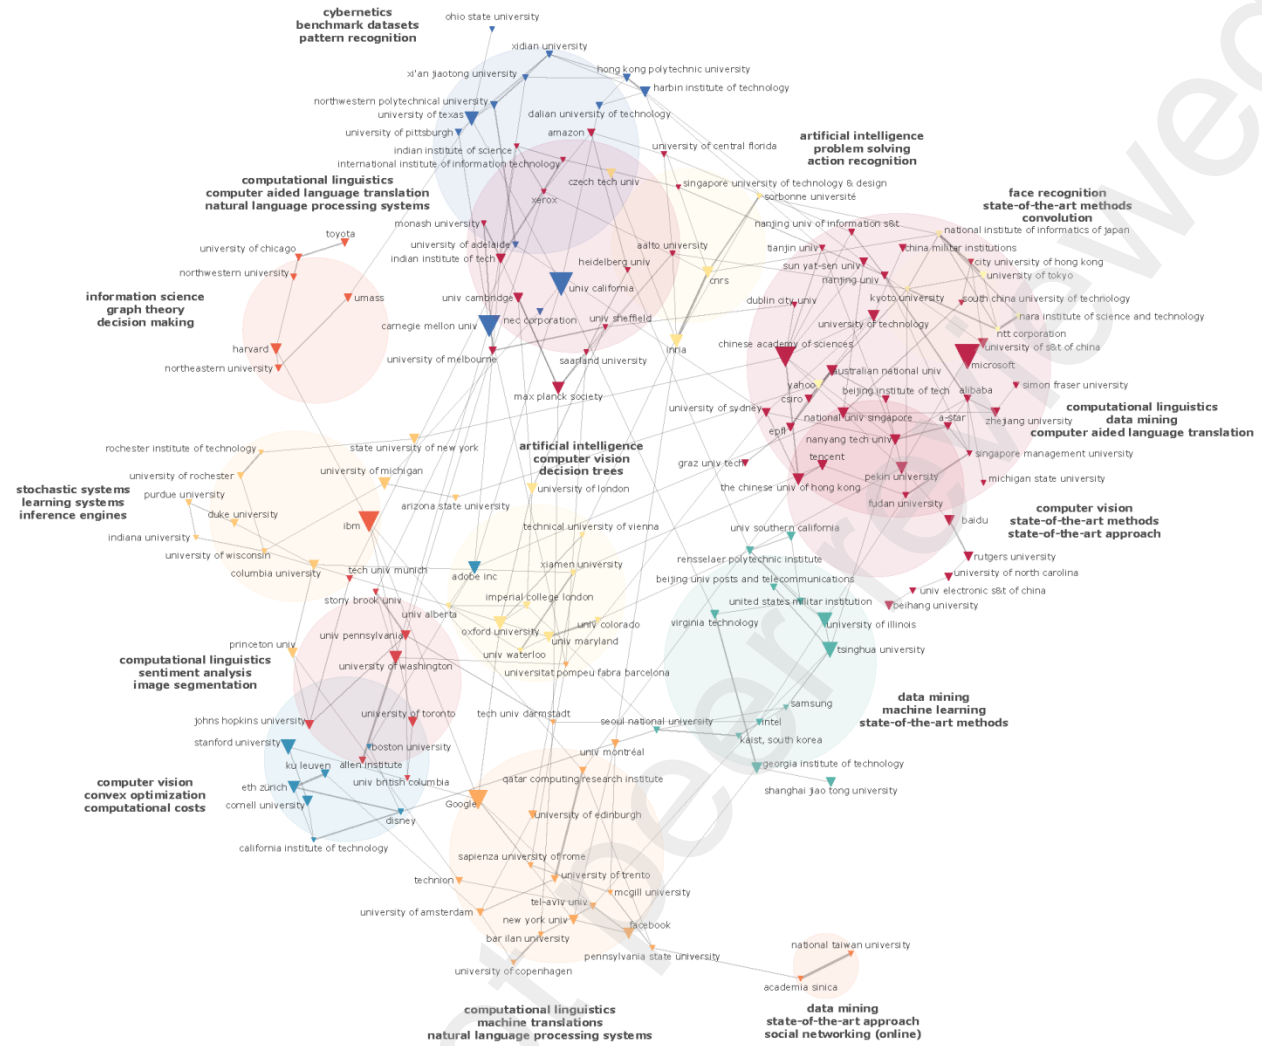 cybernetics
benchmark datasets
pattern recognition
ohio state university
xidian university
xi'an jiaotong university
hong kong polytechnic university
harbin institute of technology
northwestern polytechnical university
university of texas
dalian university of technology
university of pittsburgh
amazon
indian institute of science
international institute of information technology
university of central florida
artificial intelligence
problem solving
action recognition
czech tech univ
singapore university of technology & design
sorbonne université
xerox
computational linguistics
computer aided language translation
natural language processing systems
face recognition
state-of-the-art methods
convolution
monash university
nanjing univ of information s&t
national institute of informatics of japan
toyota
university of chicago
university of adelaide
indian institute of tech
aalto university
tianjin univ
china militar institutions
heidelberg univ
sun yat-sen univ
city university of hong kong
northwestern university
cnrs
nanjing univ
university of tokyo
univ california
kyoto university
information science
graph theory
decision making
umass
univ cambridge
dublin city univ
south china university of technology
nec corporation
univ sheffield
nara institute of science and technology
carnegie mellon univ
university of technology
ntt corporation
harvard
university of melbourne
inria
chinese academy of sciences
university of s&t of china
saarland university
microsoft
northeastern university
australian national univ
yahoo
simon fraser university
max planck society
csiro
beijing institute of tech
alibaba
university of sydney
national univ singapore
a-star
zhejiang university
computational linguistics
data mining
computer aided language translation
epfl
nanyang tech univ
rochester institute of technology
state university of new york
artificial intelligence
computer vision
decision trees
graz univ tech
tencent
singapore management university
university of rochester
university of michigan
the chinese univ of hong kong
pekin university
michigan state university
stochastic systems
learning systems
inference engines
purdue university
university of london
arizona state university
fudan university
duke university
ibm
technical university of vienna
univ southern california
baidu
computer vision
state-of-the-art methods
state-of-the-art approach
indiana university
university of wisconsin
rensselaer polytechnic institute
rutgers university
columbia university
tech univ munich
adobe inc
xiamen university
beijing univ posts and telecommunications
university of north carolina
stony brook univ
imperial college london
united states militar institution
univ electronic s&t of china
univ alberta
univ colorado
virginia technology
university of illinois
beihang university
princeton univ
univ pennsylvania
oxford university
univ maryland
tsinghua university
computational linguistics
sentiment analysis
image segmentation
university of washington
univ waterloo
universitat pompeu fabra barcelona
data mining
machine learning
state-of-the-art methods
johns hopkins university
university of toronto
tech univ darmstadt
seoul national university
samsung
intel
stanford university
boston university
univ montréal
kaist, south korea
ku leuven
allen institute
georgia institute of technology
computer vision
convex optimization
computational costs
eth zürich
univ british columbia
qatar computing research institute
shanghai jiao tong university
cornell university
Google
disney
university of edinburgh
california institute of technology
sapienza university of rome
technion
university of trento
mcgill university
university of amsterdam
tel-aviv univ
new york univ
facebook
bar ilan university
pennsylvania state university
university of copenhagen
national taiwan university
academia sinica
computational linguistics
machine translations
natural language processing systems
data mining
state-of-the-art approach
social networking (online)
ot peer reviewed